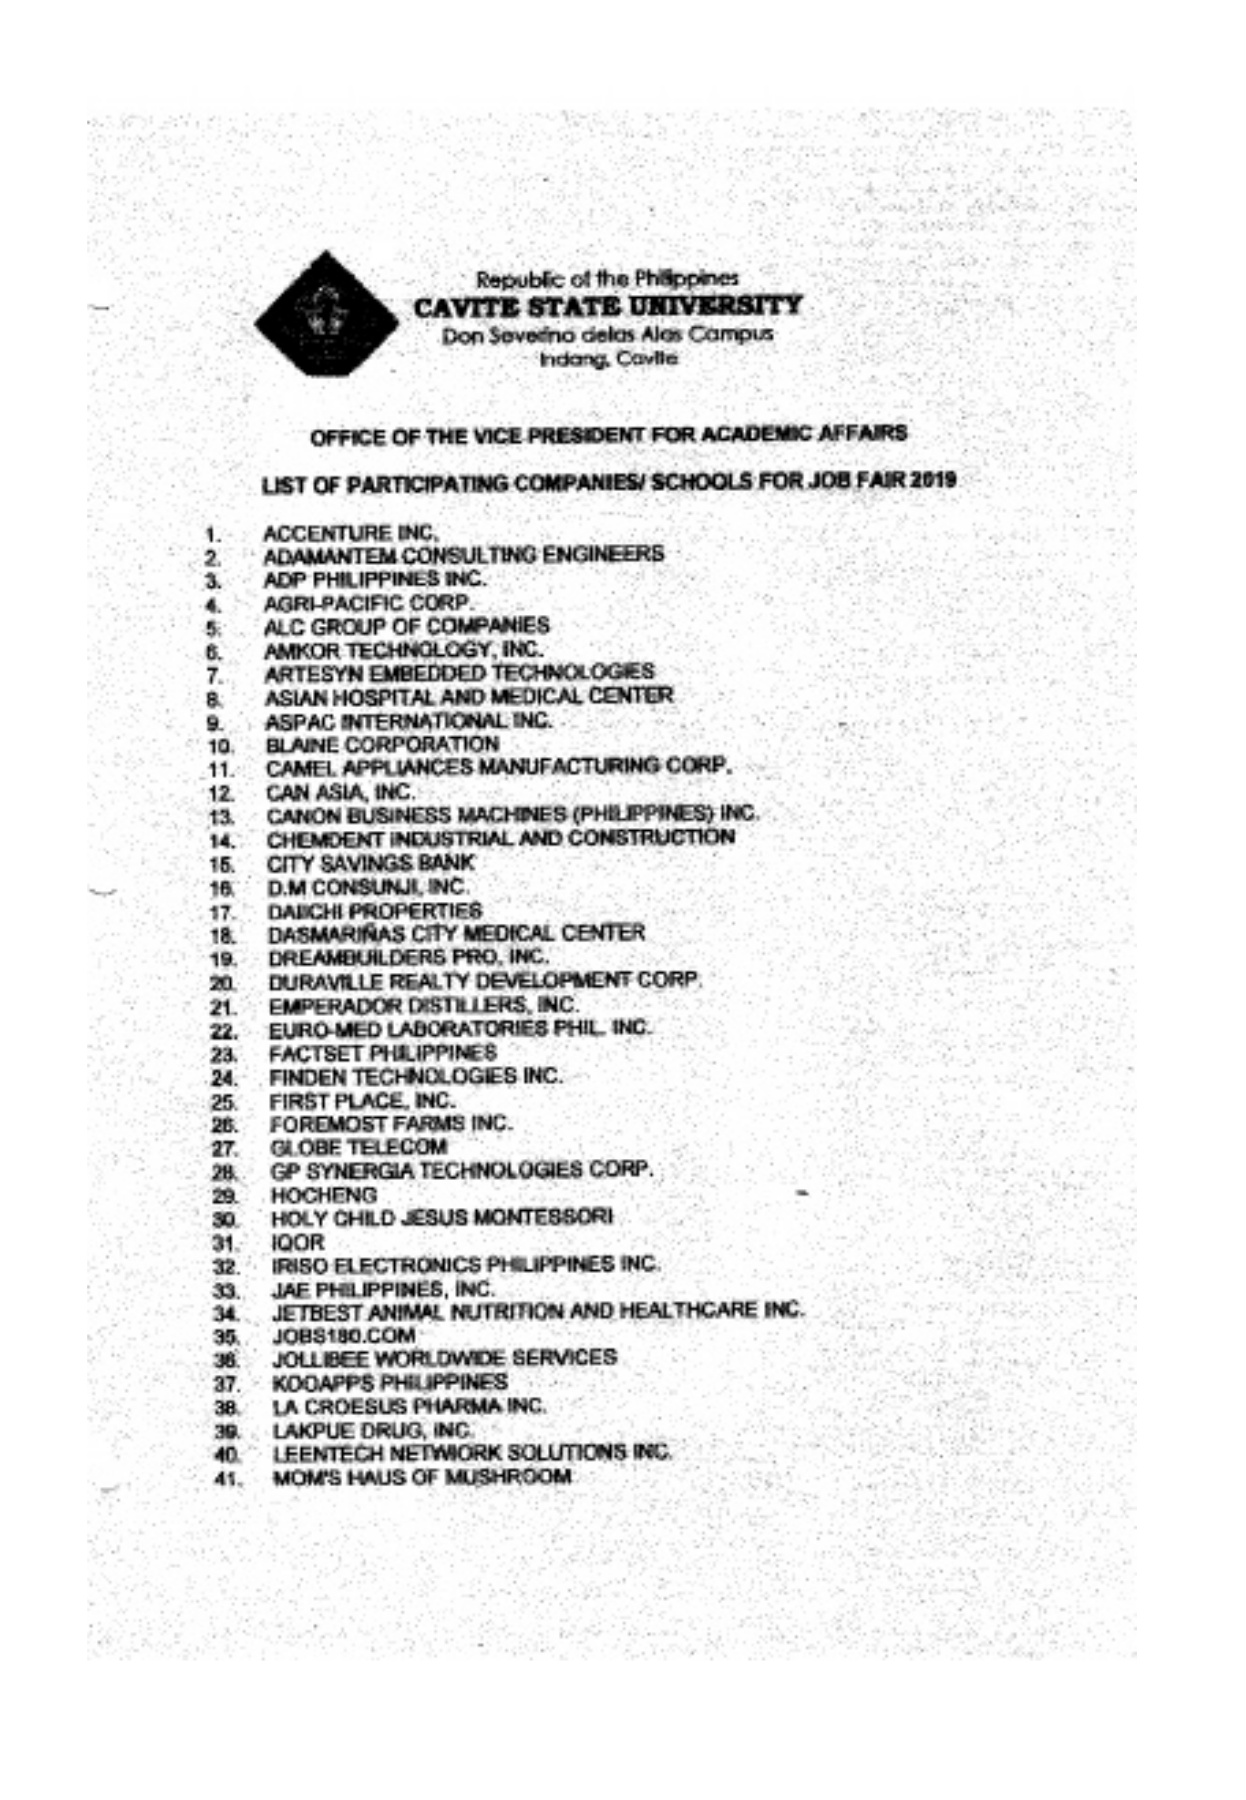 Republic of the Philippines
CAVITE STATE UNIVERSITY
Don Severino delas Alas Campus
Indang, Cavite
OFFICE OF THE VICE PRESIDENT FOR ACADEMIC AFFAIRS
LIST OF PARTICIPATING COMPANIES/ SCHOOLS FOR JOB FAIR 2019
1. ACCENTURE INC.
2. ADAMANTEM CONSULTING ENGINEERS
3. ADP PHILIPPINES INC.
4. AGRI-PACIFIC CORP.
5. ALC GROUP OF COMPANIES
6. AMKOR TECHNOLOGY, INC.
7. ARTESYN EMBEDDED TECHNOLOGIES
8. ASIAN HOSPITAL AND MEDICAL CENTER
9. ASPAC INTERNATIONAL INC.
10. BLAINE CORPORATION
11. CAMEL APPLIANCES MANUFACTURING CORP.
12. CAN ASIA, INC.
13. CANON BUSINESS MACHINES (PHILIPPINES) INC.
14. CHEMDENT INDUSTRIAL AND CONSTRUCTION
15. CITY SAVINGS BANK
16. D.M CONSUNJI, INC.
17. DAIICHI PROPERTIES
18. DASMARIÑAS CITY MEDICAL CENTER
19. DREAMBUILDERS PRO, INC.
20. DURAVILLE REALTY DEVELOPMENT CORP.
21. EMPERADOR DISTILLERS, INC.
22. EURO-MED LABORATORIES PHIL. INC.
23. FACTSET PHILIPPINES
24. FINDEN TECHNOLOGIES INC.
25. FIRST PLACE, INC.
26. FOREMOST FARMS INC.
27. GLOBE TELECOM
28. GP SYNERGIA TECHNOLOGIES CORP.
29. HOCHENG
30. HOLY CHILD JESUS MONTESSORI
31. IQOR
32. IRISO ELECTRONICS PHILIPPINES INC.
33. JAE PHILIPPINES, INC.
34. JETBEST ANIMAL NUTRITION AND HEALTHCARE INC.
35. JOBS180.COM
36. JOLLIBEE WORLDWIDE SERVICES
37. KOOAPPS PHILIPPINES
38. LA CROESUS PHARMA INC.
39. LAKPUE DRUG, INC.
40. LEENTECH NETWORK SOLUTIONS INC.
41. MOM'S HAUS OF MUSHROOM